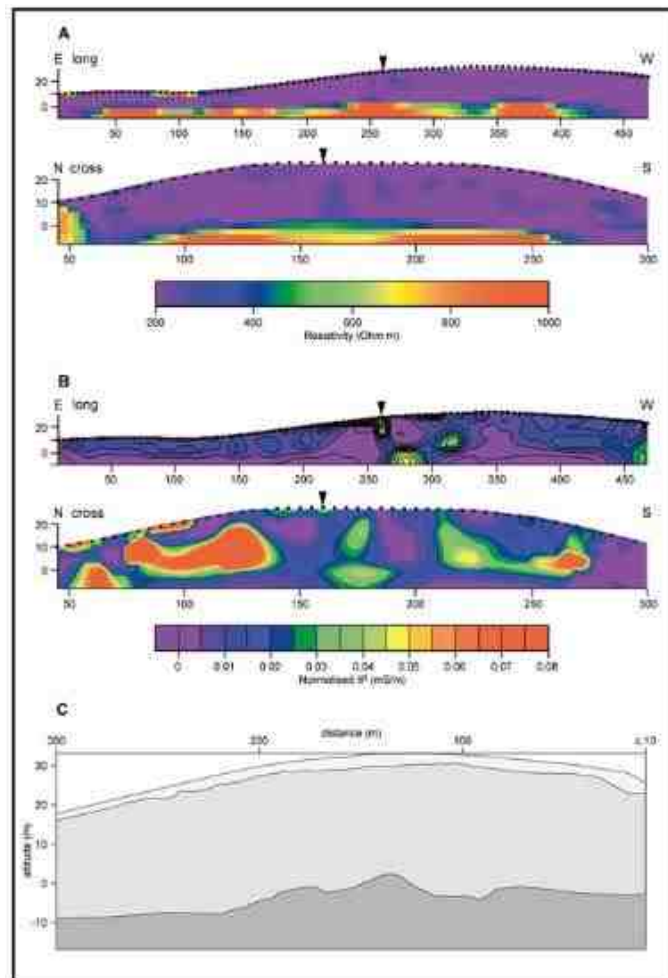 A
E long W
20
0
50 100 150 200 250 300 350 400 450
N cross S
20
10
0
50 100 150 200 250 300
200 400 600 800 1000
Resistivity (Ohm m)
B
E long W
20
0
50 100 150 200 250 300 350 400 450
N cross S
20
10
0
50 100 150 200 250
0 0.01 0.02 0.03 0.04 0.05 0.06 0.07 0.08
(mS/m)
C
distance (m)
100
30
20
10
0
-10
altitude (m)